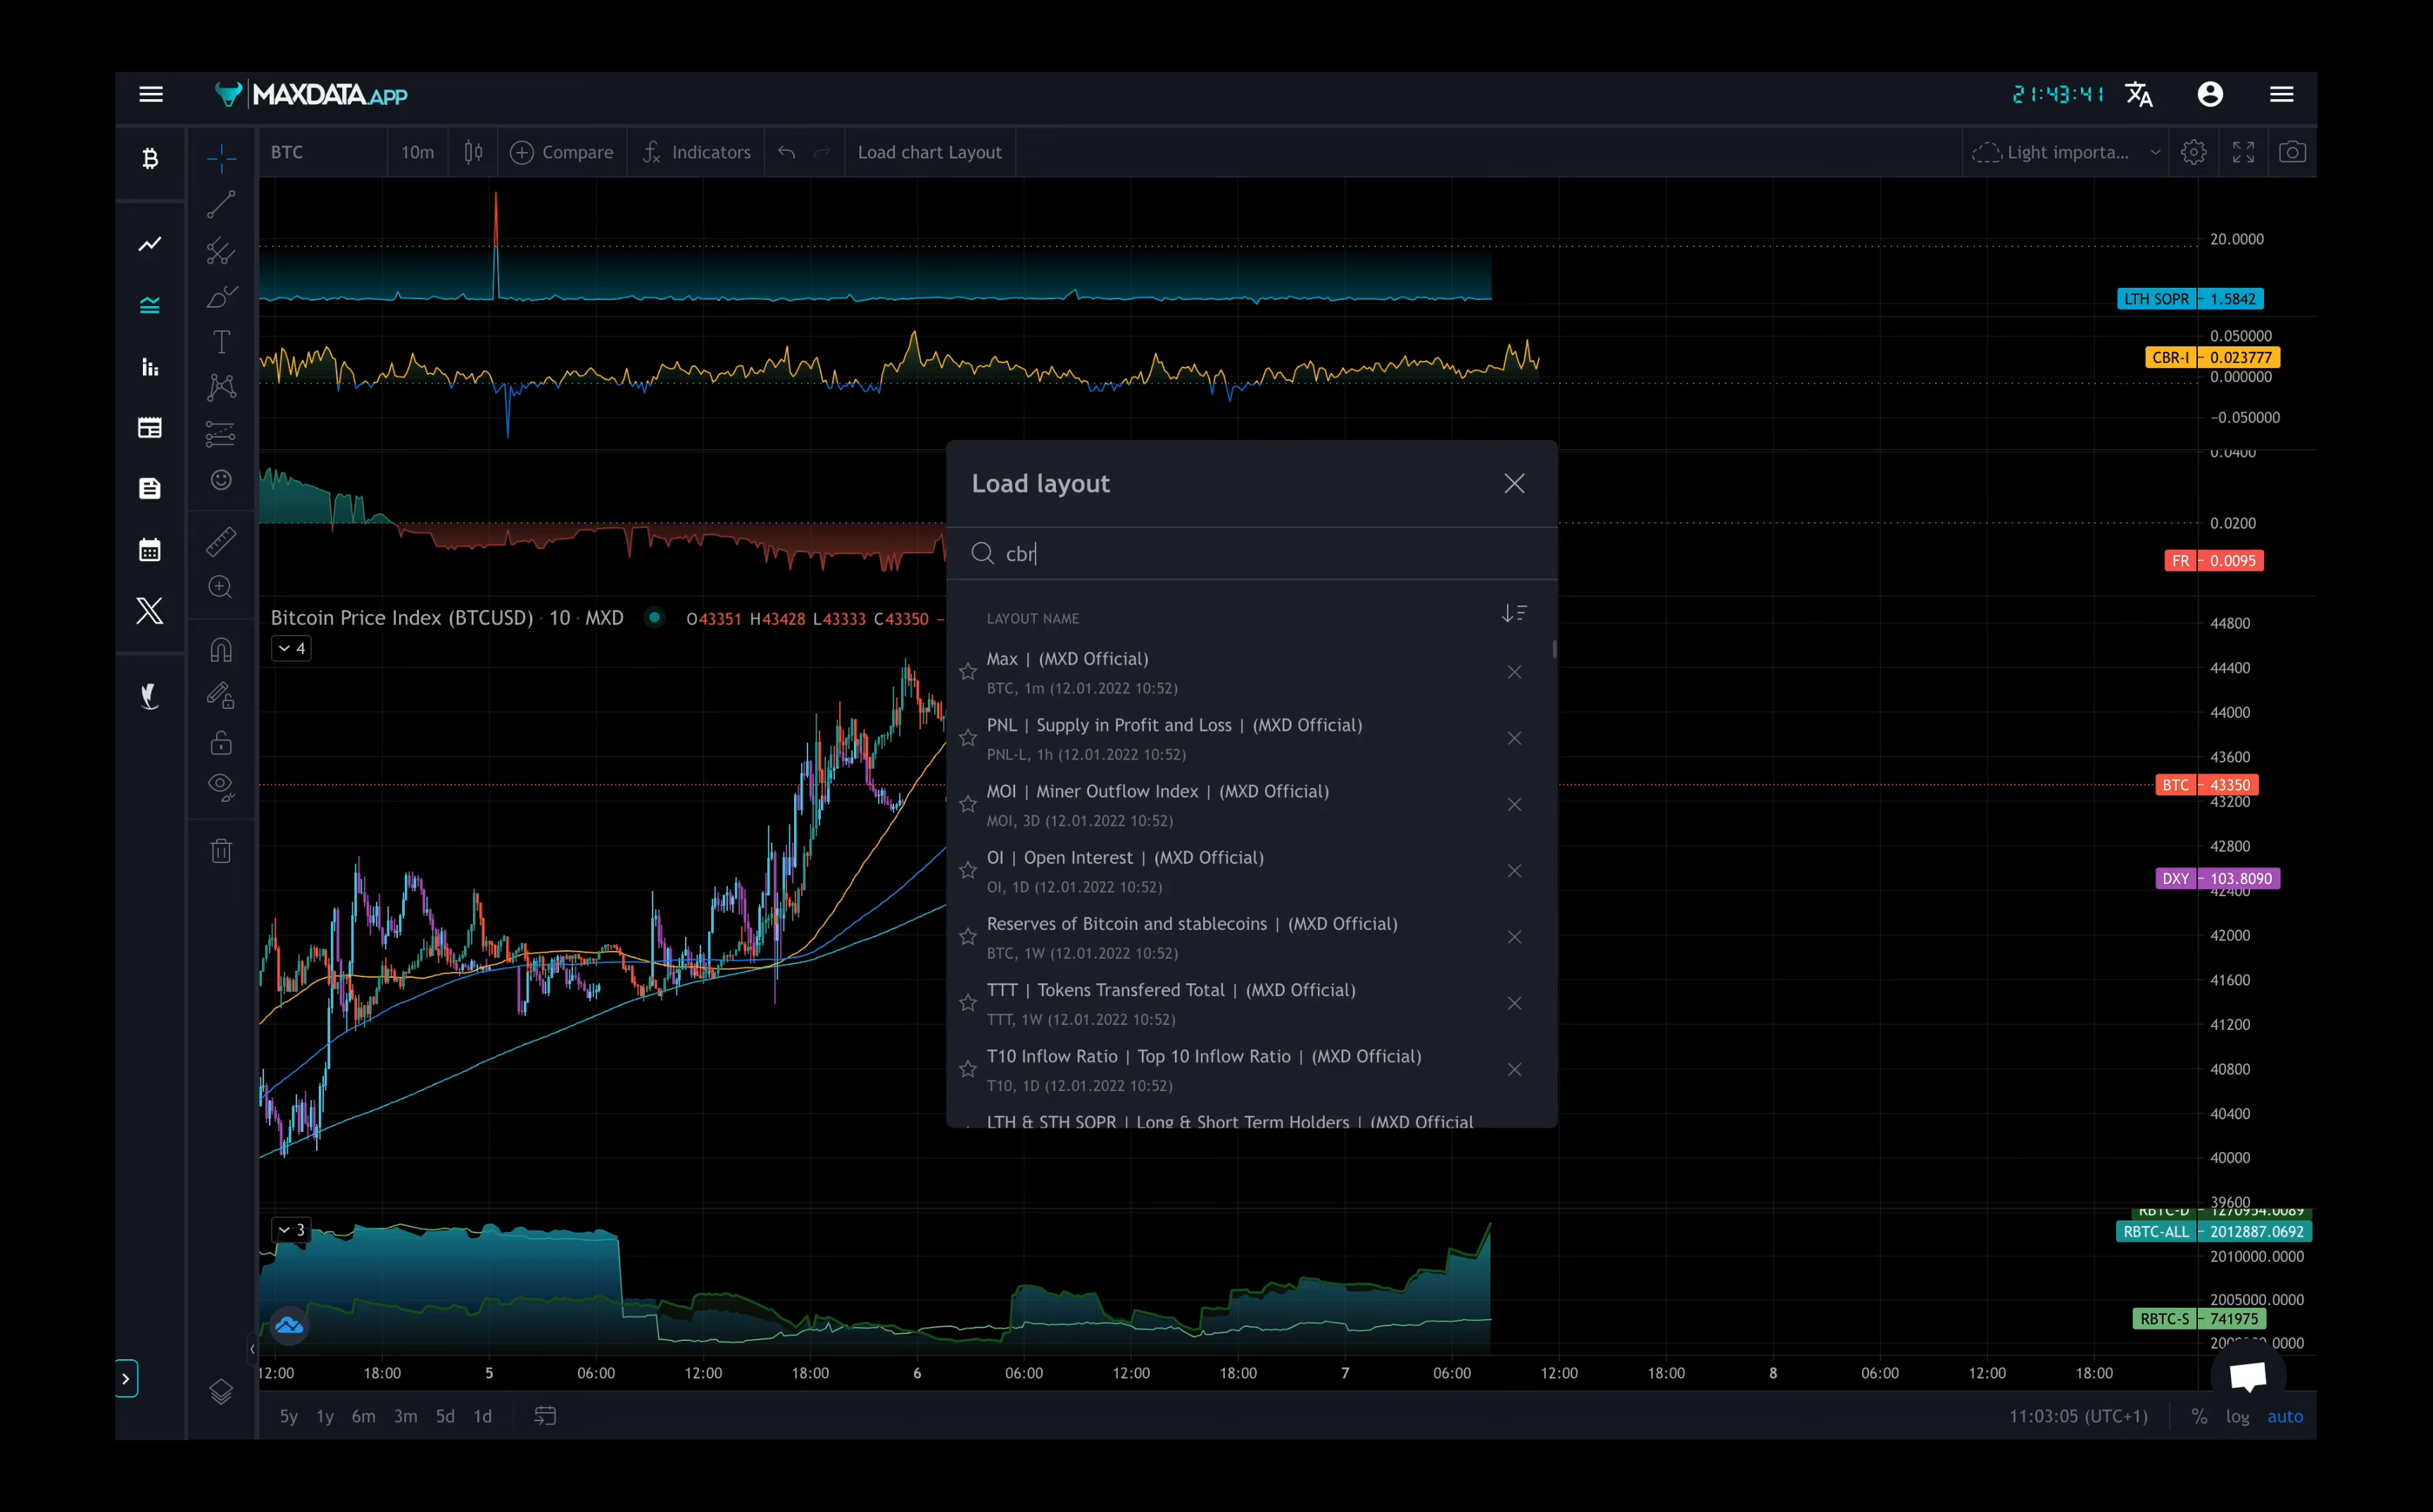 MAXDATA.APP
21:43:41
BTC
10m
Compare
Indicators
Load chart Layout
Light importa...
20.0000
LTH SOPR 1.5842
0.050000
CBR-I 0.023777
0.000000
−0.050000
0.0400
0.0200
FR 0.0095
Load layout
cbr
LAYOUT NAME
Max | (MXD Official)
BTC, 1m (12.01.2022 10:52)
PNL | Supply in Profit and Loss | (MXD Official)
PNL-L, 1h (12.01.2022 10:52)
MOI | Miner Outflow Index | (MXD Official)
MOI, 3D (12.01.2022 10:52)
OI | Open Interest | (MXD Official)
OI, 1D (12.01.2022 10:52)
Reserves of Bitcoin and stablecoins | (MXD Official)
BTC, 1W (12.01.2022 10:52)
TTT | Tokens Transfered Total | (MXD Official)
TTT, 1W (12.01.2022 10:52)
T10 Inflow Ratio | Top 10 Inflow Ratio | (MXD Official)
T10, 1D (12.01.2022 10:52)
LTH & STH SOPR | Long & Short Term Holders | (MXD Official
Bitcoin Price Index (BTCUSD) · 10 · MXD
O43351 H43428 L43333 C43350 −
4
44800
44400
44000
43600
BTC 43350
43200
42800
DXY 103.8090
42400
42000
41600
41200
40800
40400
40000
39600
3
RBTC-D 1270954.0089
RBTC-ALL 2012887.0692
2010000.0000
2005000.0000
RBTC-S 741975
12:00 18:00 5 06:00 12:00 18:00 6 06:00 12:00 18:00 7 06:00 12:00 18:00 8 06:00 12:00 18:00
5y 1y 6m 3m 5d 1d
11:03:05 (UTC+1)
% log auto